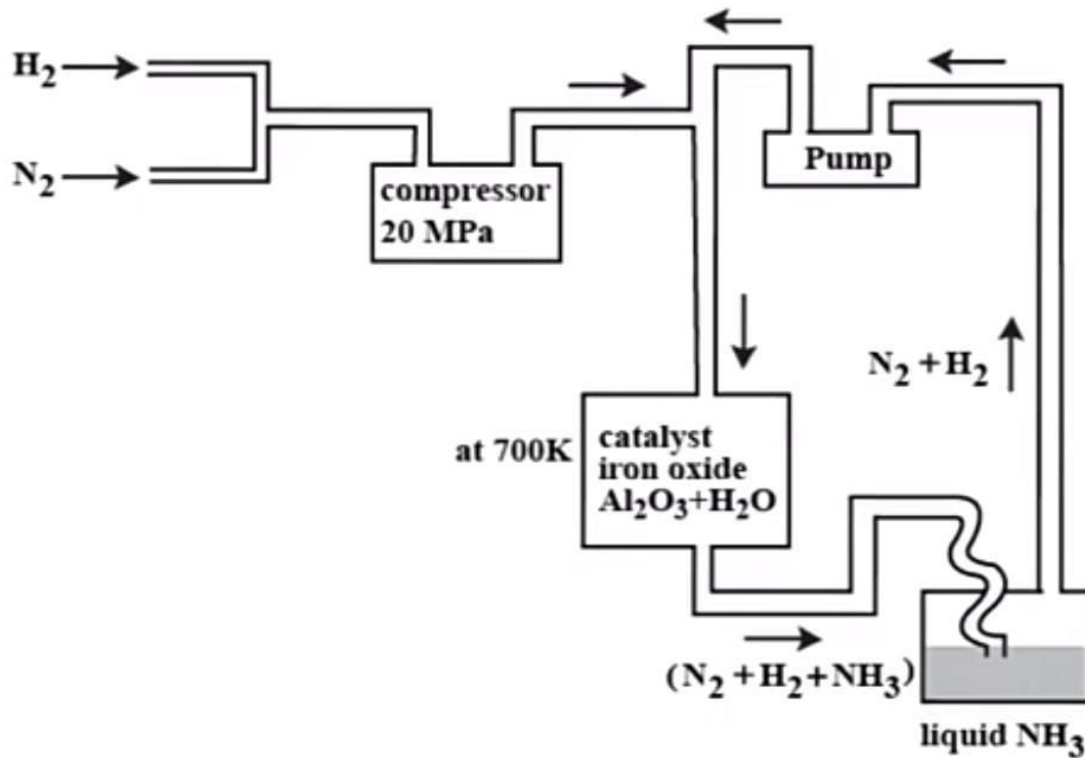 H₂
N₂
compressor
20 MPa
Pump
N₂ + H₂
at 700K
catalyst
iron oxide
Al₂O₃+H₂O
(N₂ + H₂+NH₃)
liquid NH₃